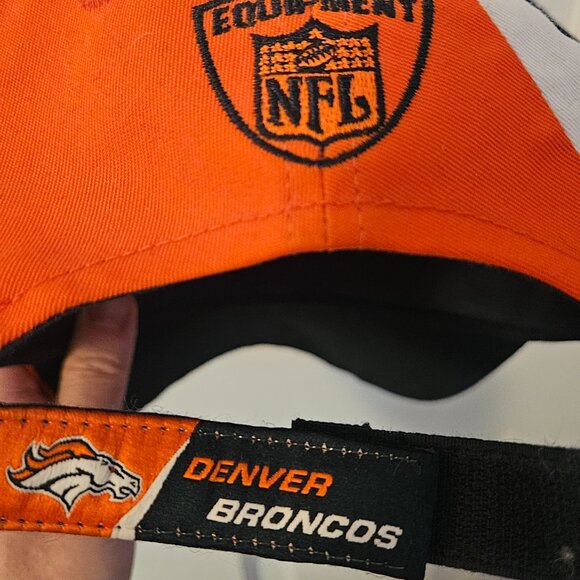 EQUIPMENT
NFL
DENVER
BRONCOS